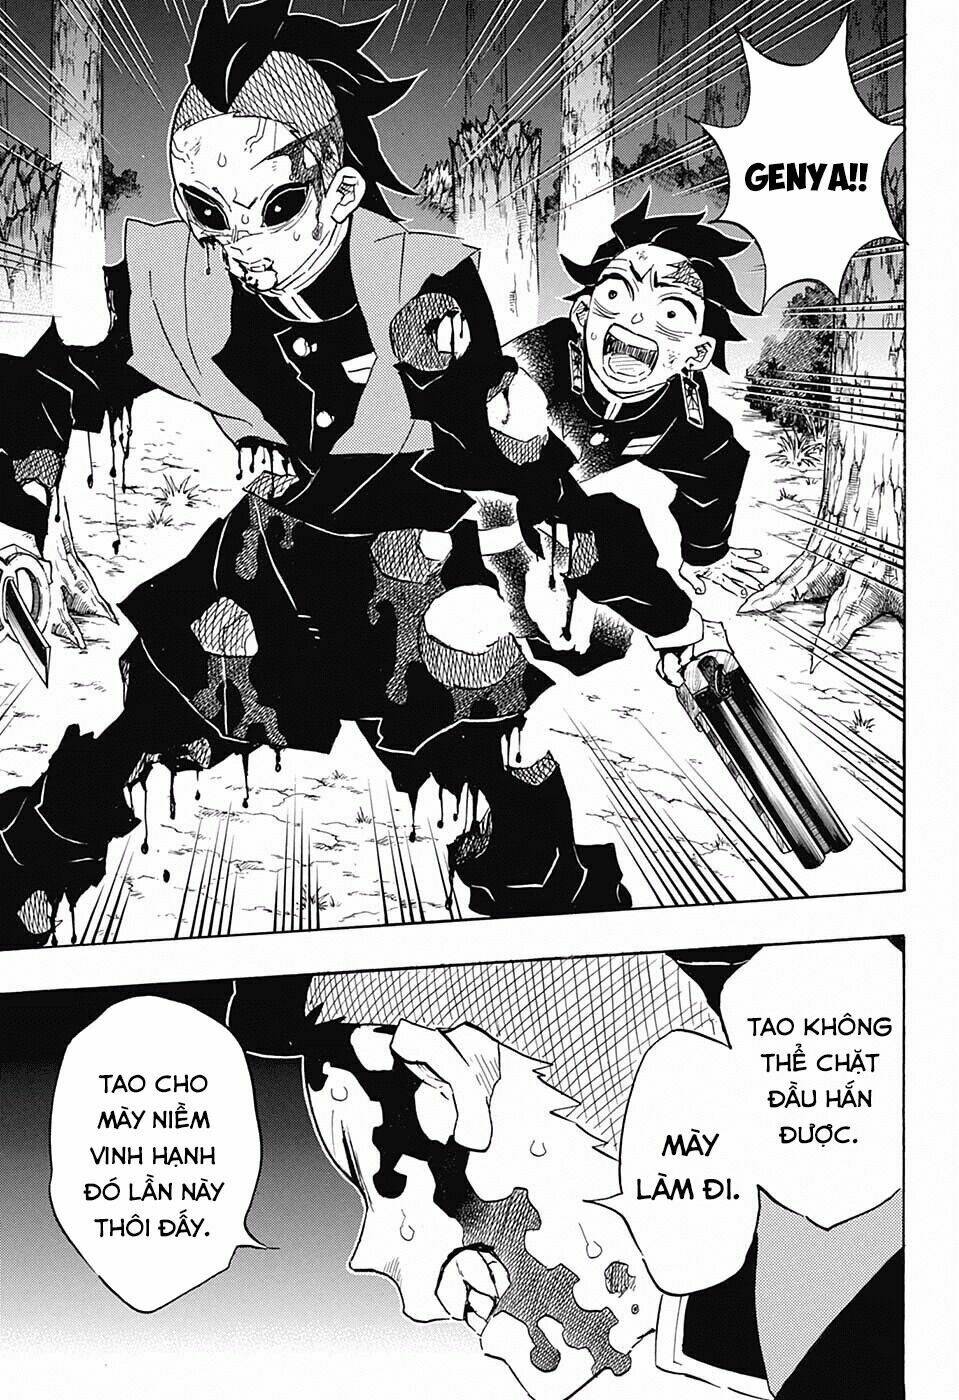 GENYA!!
TAO KHÔNG
THỂ CHẶT
ĐẦU HẮN
ĐƯỢC.
MÀY
LÀM ĐI.
TAO CHO
MÀY NIỀM
VINH HẠNH
ĐÓ LẦN NÀY
THÔI ĐẤY.